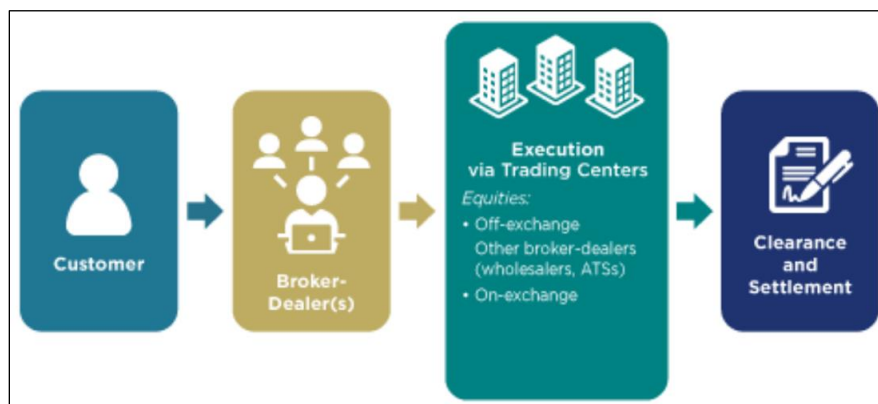 Customer
Broker-
Dealer(s)
Execution
via Trading Centers
Equities:
• Off-exchange
Other broker-dealers
(wholesalers, ATSs)
• On-exchange
Clearance
and
Settlement